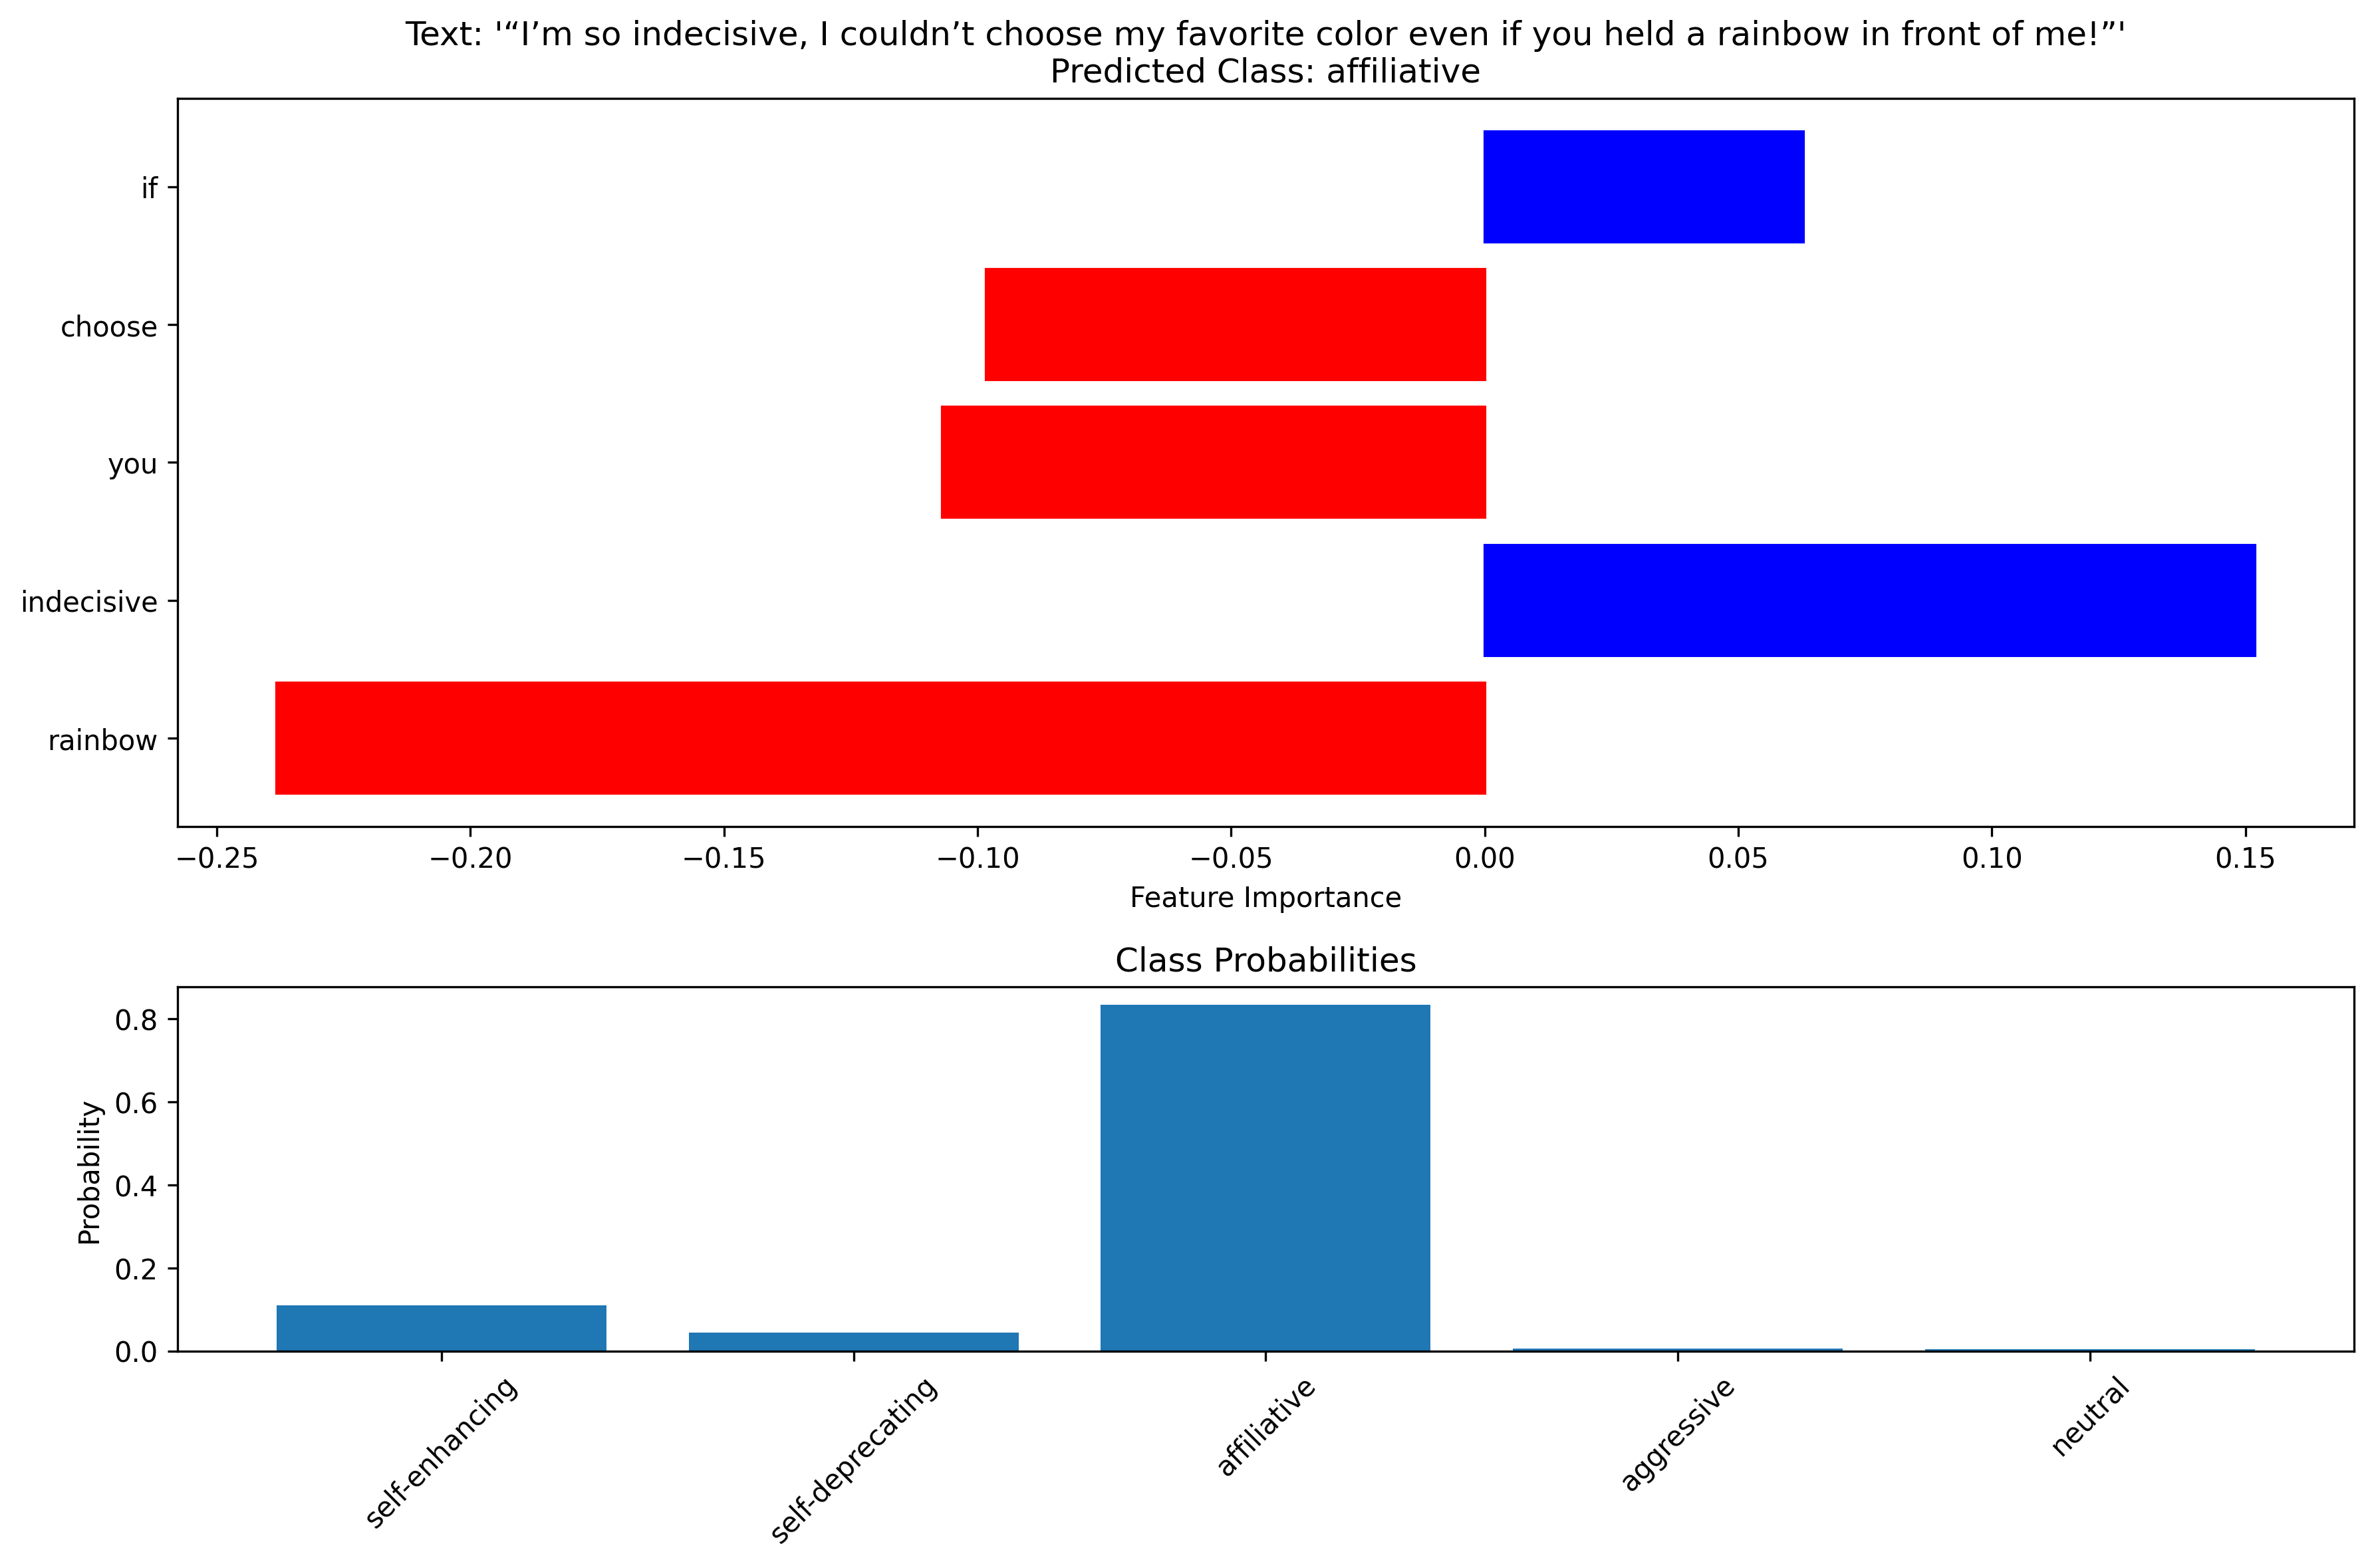 Text: '“I’m so indecisive, I couldn’t choose my favorite color even if you held a rainbow in front of me!”'
Predicted Class: affiliative
if
choose
you
indecisive
rainbow
−0.25 −0.20 −0.15 −0.10 −0.05 0.00 0.05 0.10 0.15
Feature Importance
Class Probabilities
0.8
0.6
0.4
0.2
0.0
Probability
self-enhancing
self-deprecating
affiliative
aggressive
neutral